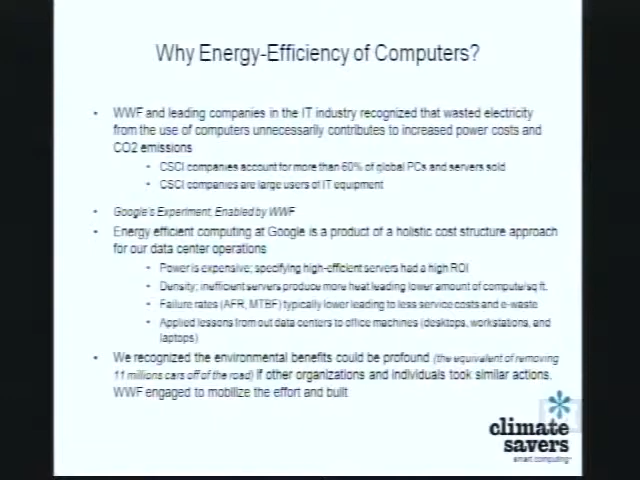 Why Energy-Efficiency of Computers?
• WWF and leading companies in the IT industry recognized that wasted electricity
from the use of computers unnecessarily contributes to increased power costs and
CO2 emissions
• CSCI companies account for more than 60% of global PCs and servers sold
• CSCI companies are large users of IT equipment
• Google's Experiment, Enabled by WWF
• Energy efficient computing at Google is a product of a holistic cost structure approach
for our data center operations
• Power is expensive; specifying high-efficient servers had a high ROI
• Density; inefficient servers produce more heat leading lower amount of compute/sq ft.
• Failure rates (AFR, MTBF) typically lower leading to less service costs and e-waste
• Applied lessons from out data centers to office machines (desktops, workstations, and
laptops)
• We recognized the environmental benefits could be profound (the equivalent of removing
11 millions cars off of the road) if other organizations and individuals took similar actions.
WWF engaged to mobilize the effort and built
climate
savers
smart computing